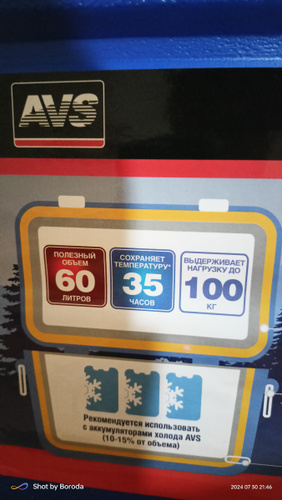 AVS
ПОЛЕЗНЫЙ
ОБЪЕМ
60
ЛИТРОВ
СОХРАНЯЕТ
ТЕМПЕРАТУРУ*
35
ЧАСОВ
ВЫДЕРЖИВАЕТ
НАГРУЗКУ ДО
100
КГ
Рекомендуется использовать
с аккумуляторами холода AVS
(10-15% от объема)
Shot by Boroda
2024 07 30 21:46